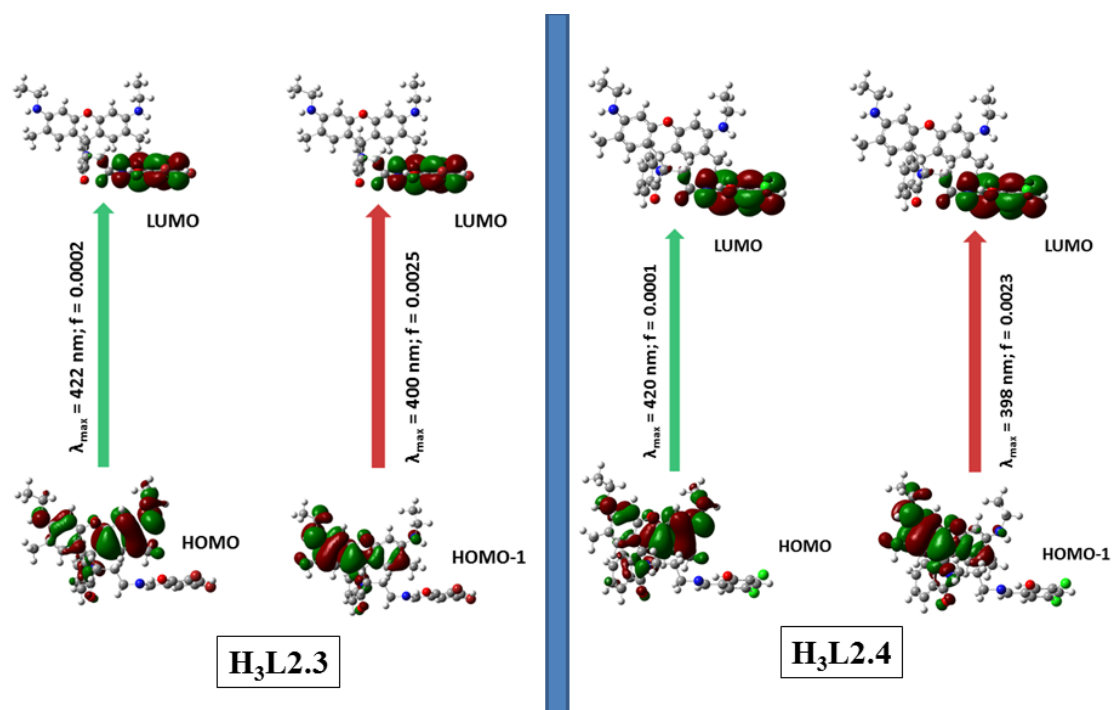 LUMO
LUMO
λmax = 422 nm; f = 0.0002
λmax = 400 nm; f = 0.0025
HOMO
HOMO-1
H₃L2.3
LUMO
LUMO
λmax = 420 nm; f = 0.0001
λmax = 398 nm; f = 0.0023
HOMO
HOMO-1
H₃L2.4